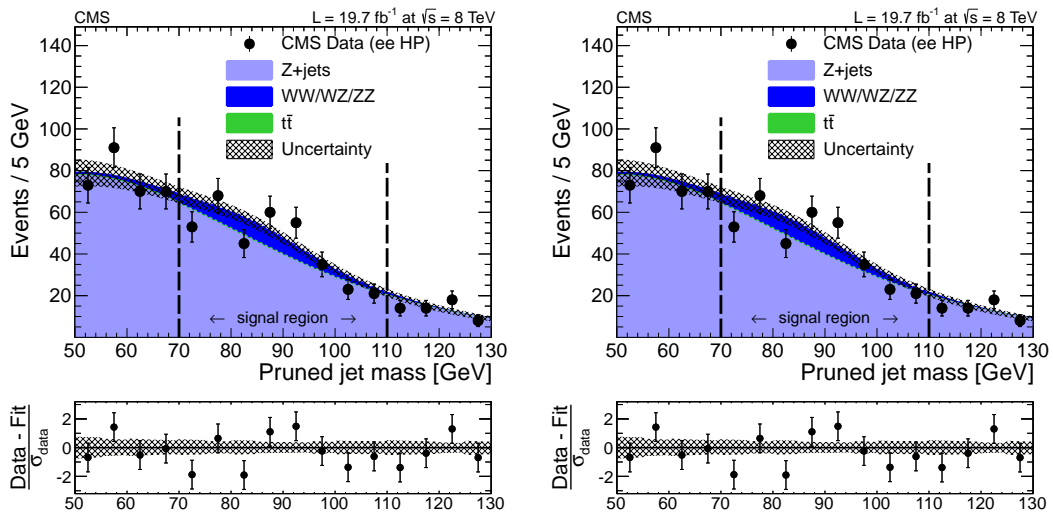 CMS L = 19.7 fb⁻¹ at √s = 8 TeV
Events / 5 GeV
140
120
100
80
60
40
20
CMS Data (ee HP)
Z+jets
WW/WZ/ZZ
tt̄
Uncertainty
← signal region →
50 60 70 80 90 100 110 120 130
Pruned jet mass [GeV]
Data - Fit
σdata
2
0
-2
50 60 70 80 90 100 110 120 130
CMS L = 19.7 fb⁻¹ at √s = 8 TeV
Events / 5 GeV
140
120
100
80
60
40
20
CMS Data (ee HP)
Z+jets
WW/WZ/ZZ
tt̄
Uncertainty
← signal region →
50 60 70 80 90 100 110 120 130
Pruned jet mass [GeV]
Data - Fit
σdata
2
0
-2
50 60 70 80 90 100 110 120 130